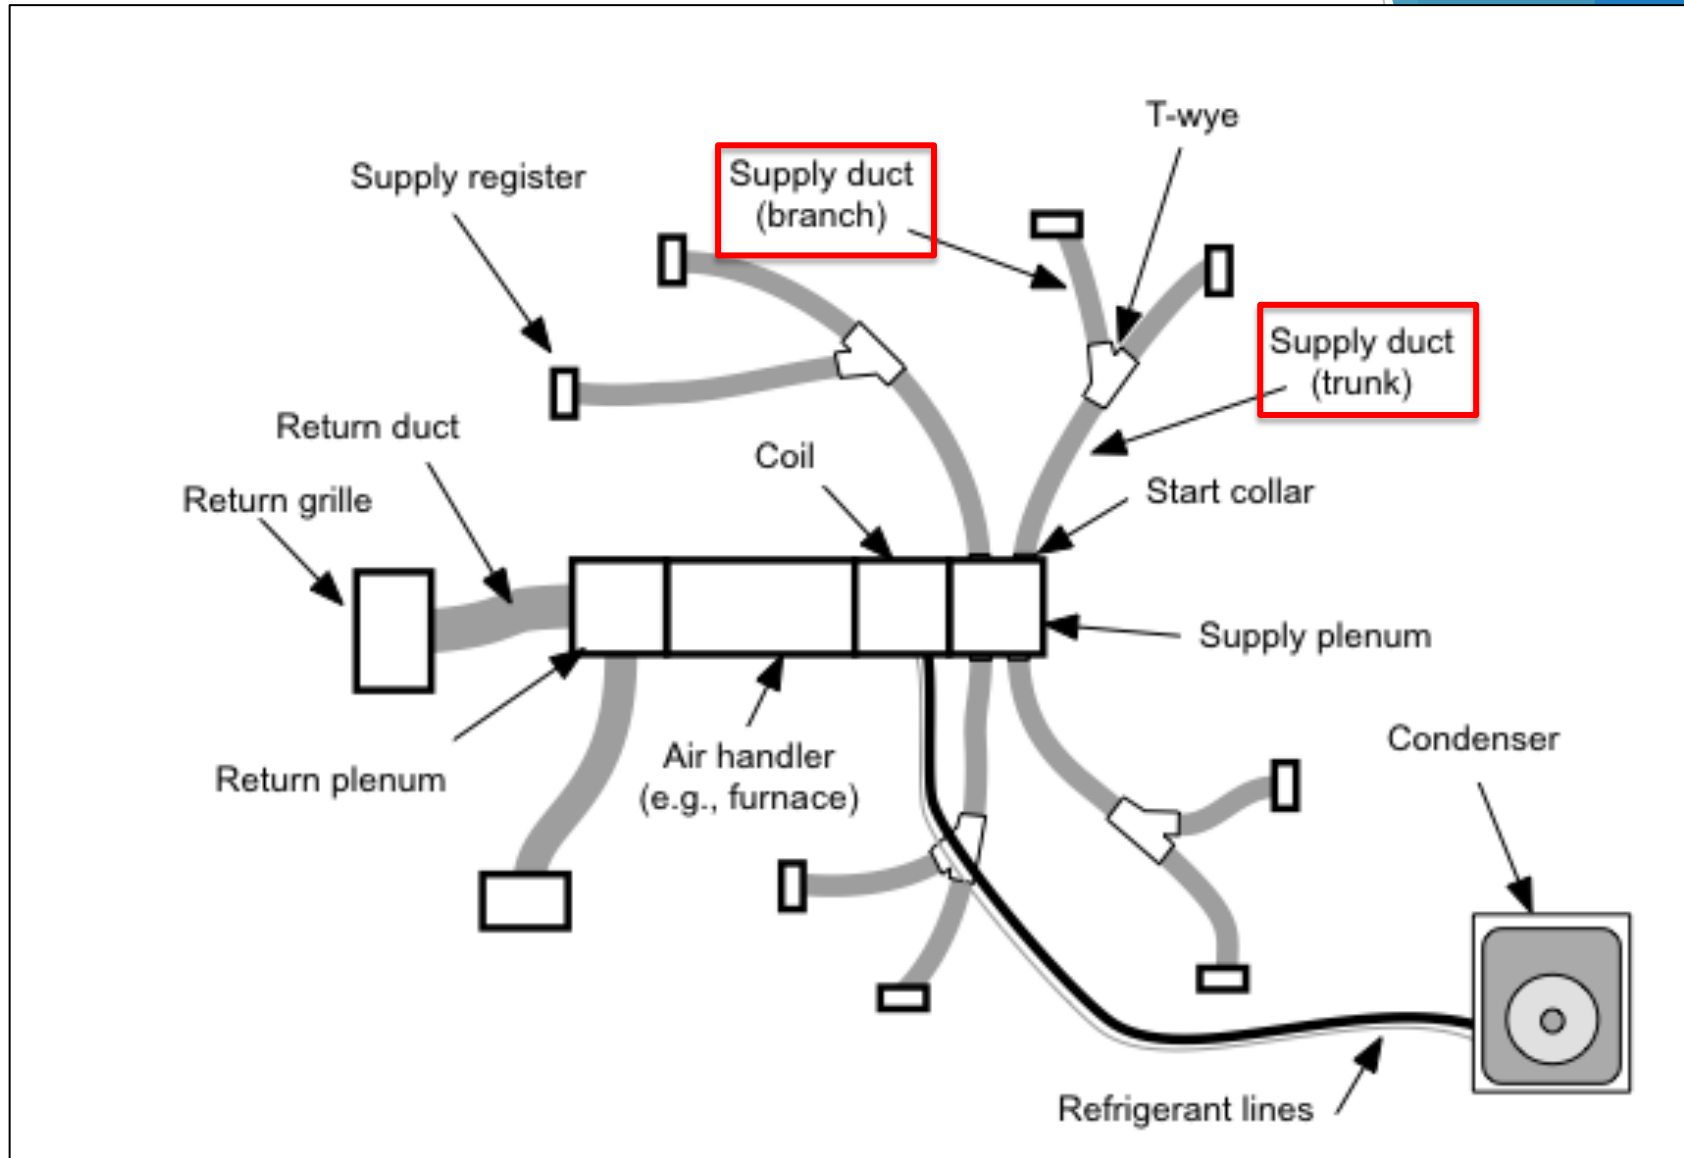 T-wye
Supply register
Supply duct
(branch)
Supply duct
(trunk)
Return duct
Coil
Return grille
Start collar
Supply plenum
Return plenum
Air handler
(e.g., furnace)
Condenser
Refrigerant lines